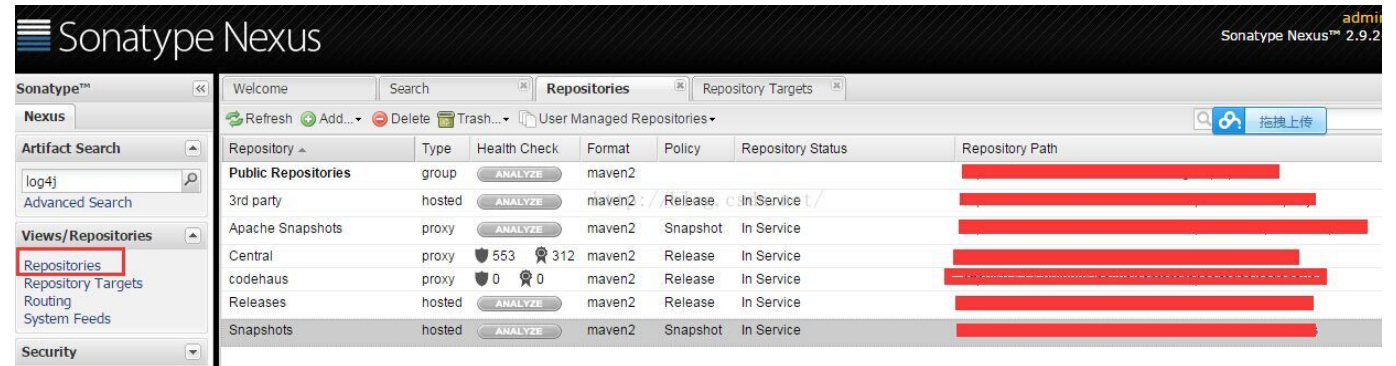 Sonatype Nexus
admin
Sonatype Nexus™ 2.9.2
Sonatype™
Welcome Search Repositories Repository Targets
Nexus
Refresh Add... Delete Trash... User Managed Repositories
拖拽上传
Artifact Search
Repository Type Health Check Format Policy Repository Status Repository Path
log4j
Public Repositories group ANALYZE maven2
Advanced Search
3rd party hosted ANALYZE maven2 Release In Service
Views/Repositories
Apache Snapshots proxy ANALYZE maven2 Snapshot In Service
Repositories
Central proxy 553 312 maven2 Release In Service
Repository Targets
codehaus proxy 0 0 maven2 Release In Service
Routing
Releases hosted ANALYZE maven2 Release In Service
System Feeds
Snapshots hosted ANALYZE maven2 Snapshot In Service
Security